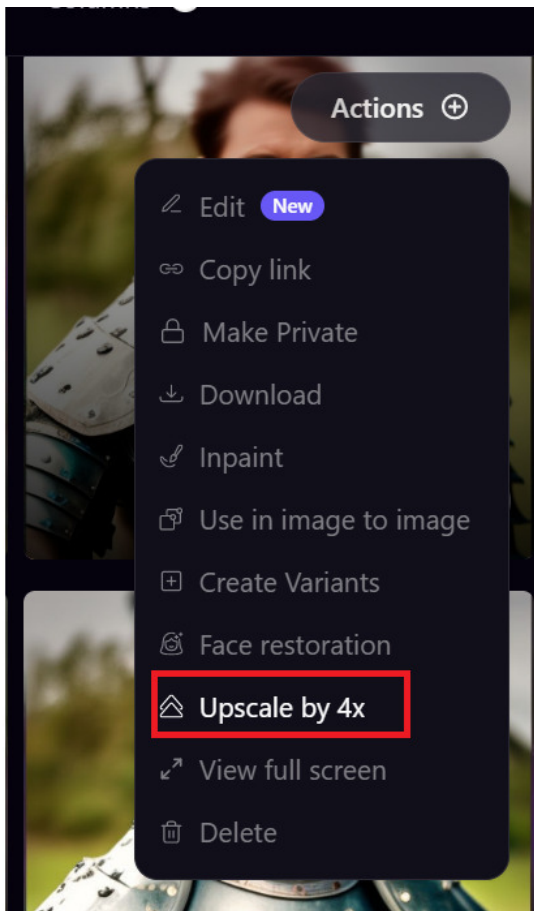 Actions
Edit New
Copy link
Make Private
Download
Inpaint
Use in image to image
Create Variants
Face restoration
Upscale by 4x
View full screen
Delete